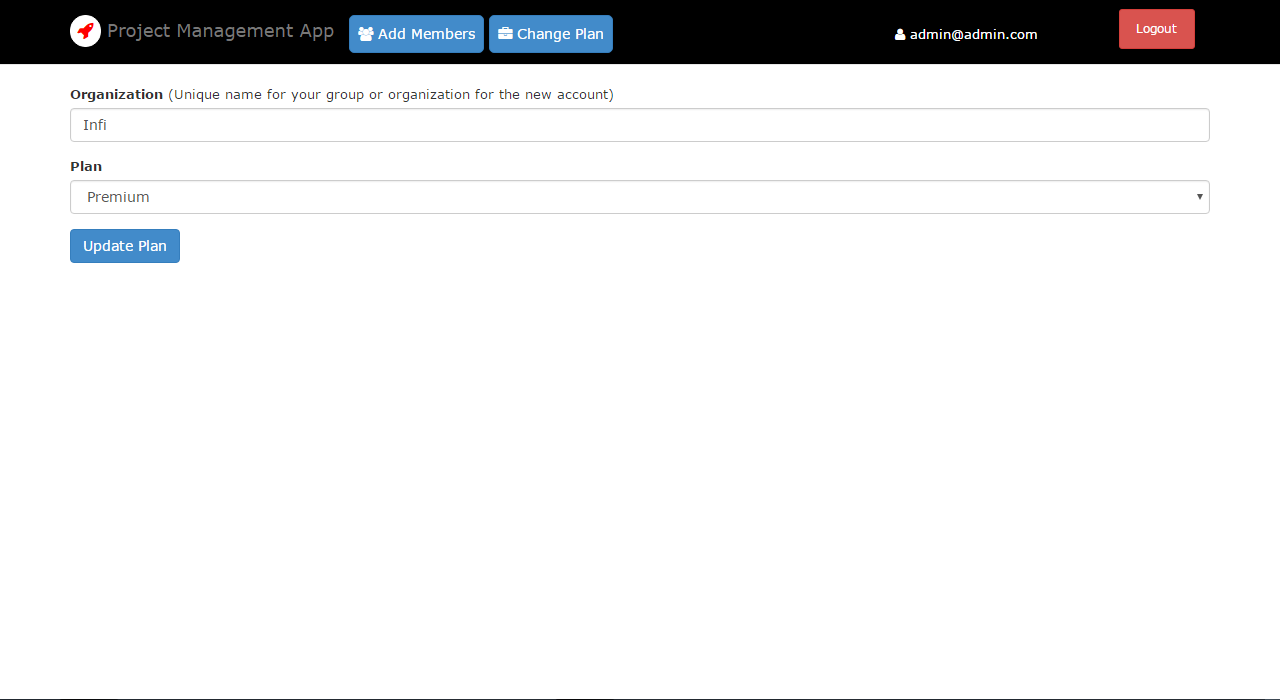 Project Management App Add Members Change Plan admin@admin.com Logout
Organization (Unique name for your group or organization for the new account)
Infi
Plan
Premium
Update Plan